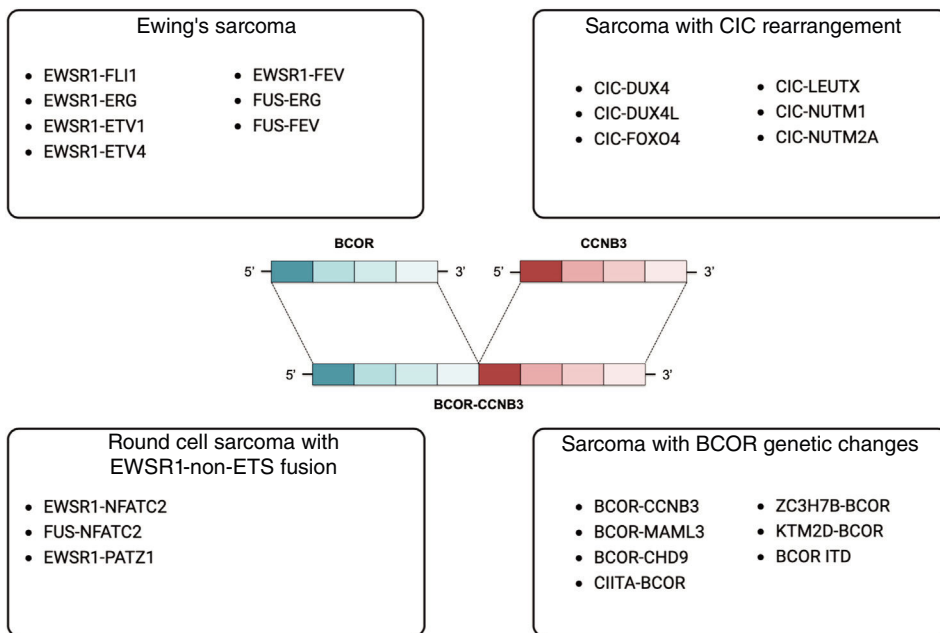 Ewing's sarcoma
• EWSR1-FLI1
• EWSR1-ERG
• EWSR1-ETV1
• EWSR1-ETV4
• EWSR1-FEV
• FUS-ERG
• FUS-FEV
Sarcoma with CIC rearrangement
• CIC-DUX4
• CIC-DUX4L
• CIC-FOXO4
• CIC-LEUTX
• CIC-NUTM1
• CIC-NUTM2A
BCOR
5' 3'
CCNB3
5' 3'
5' 3'
BCOR-CCNB3
Round cell sarcoma with
EWSR1-non-ETS fusion
• EWSR1-NFATC2
• FUS-NFATC2
• EWSR1-PATZ1
Sarcoma with BCOR genetic changes
• BCOR-CCNB3
• BCOR-MAML3
• BCOR-CHD9
• CIITA-BCOR
• ZC3H7B-BCOR
• KTM2D-BCOR
• BCOR ITD